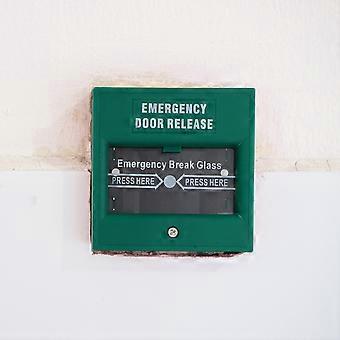 EMERGENCY
DOOR RELEASE
Emergency Break Glass
PRESS HERE PRESS HERE